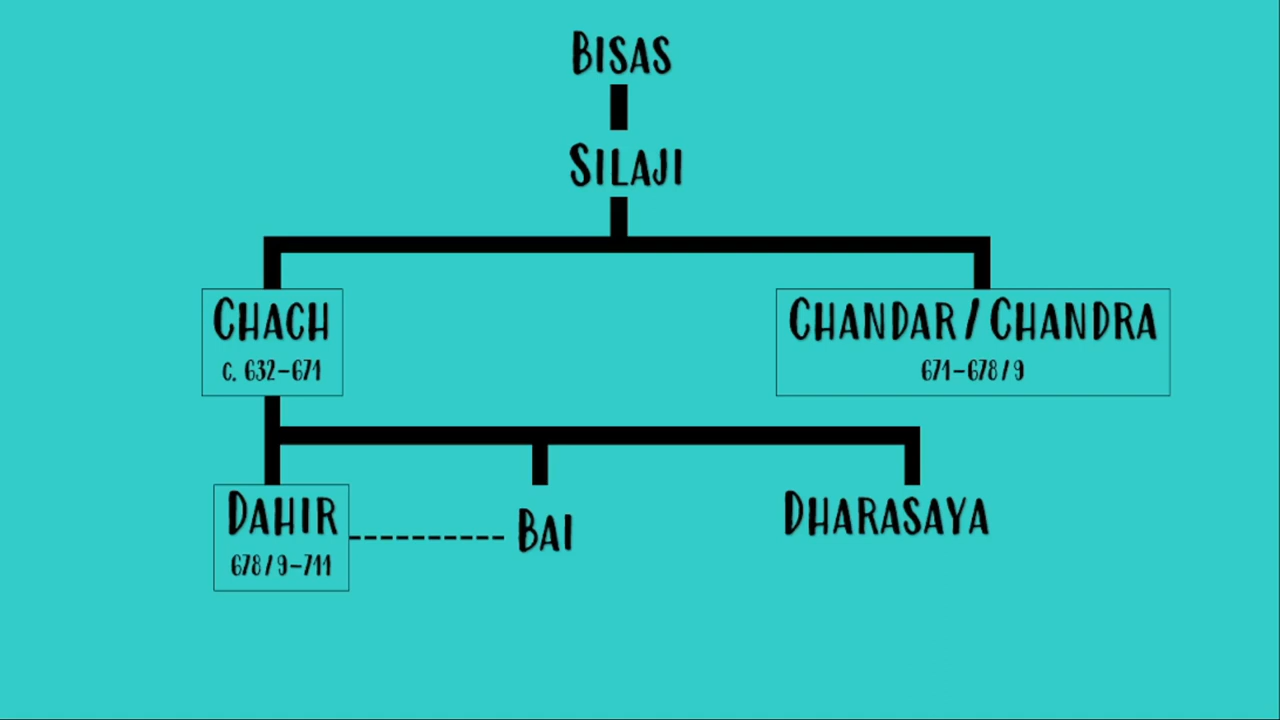 BISAS
SILAJI
CHACH
c. 632-671
CHANDAR / CHANDRA
671-678/9
DAHIR
678/9-711
BAI
DHARASAYA